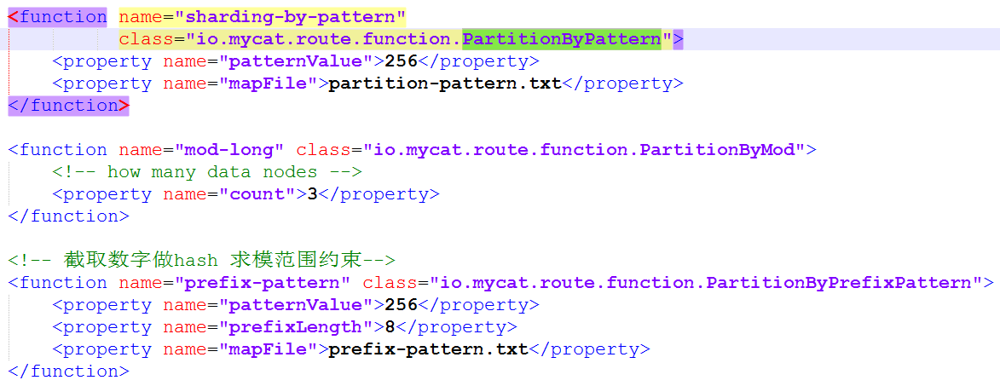 <function name="sharding-by-pattern"
class="io.mycat.route.function.PartitionByPattern">
<property name="patternValue">256</property>
<property name="mapFile">partition-pattern.txt</property>
</function>
<function name="mod-long" class="io.mycat.route.function.PartitionByMod">
<!-- how many data nodes -->
<property name="count">3</property>
</function>
<!-- 截取数字做hash 求模范围约束-->
<function name="prefix-pattern" class="io.mycat.route.function.PartitionByPrefixPattern">
<property name="patternValue">256</property>
<property name="prefixLength">8</property>
<property name="mapFile">prefix-pattern.txt</property>
</function>